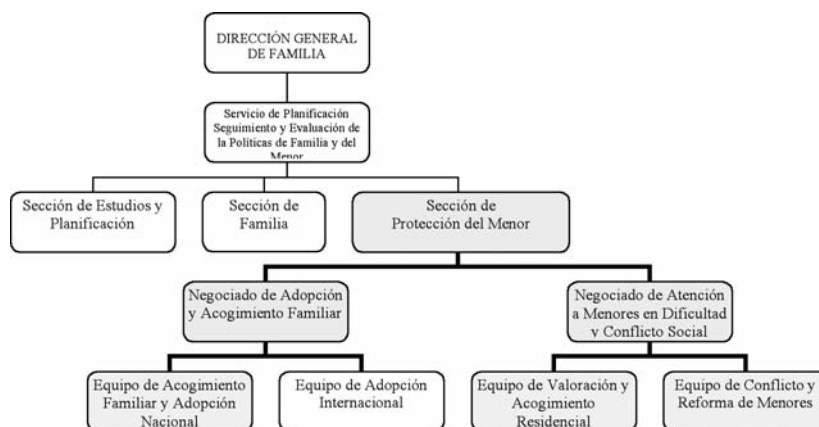 DIRECCIÓN GENERAL
DE FAMILIA
Servicio de Planificación
Seguimiento y Evaluación de
la Políticas de Familia y del
Menor
Sección de Estudios y
Planificación
Sección de
Familia
Sección de
Protección del Menor
Negociado de Adopción
y Acogimiento Familiar
Negociado de Atención
a Menores en Dificultad
y Conflicto Social
Equipo de Acogimiento
Familiar y Adopción
Nacional
Equipo de Adopción
Internacional
Equipo de Valoración y
Acogimiento
Residencial
Equipo de Conflicto y
Reforma de Menores